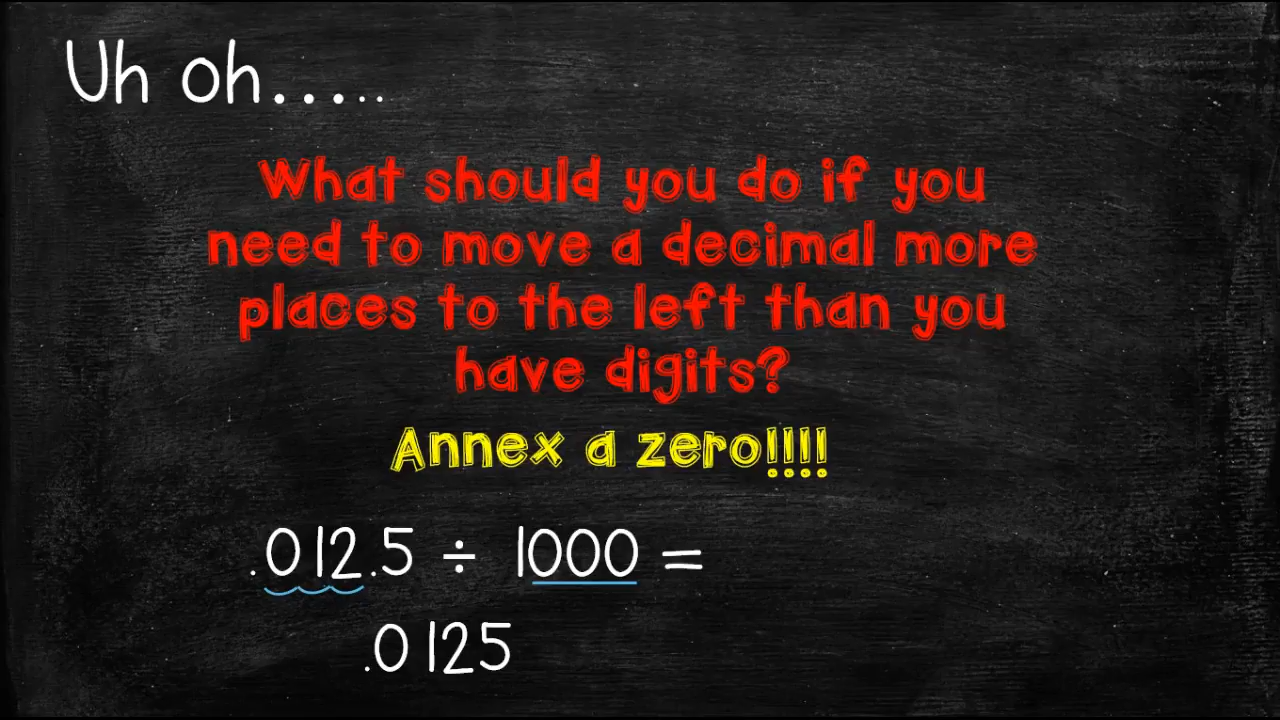 Uh oh......
What should you do if you
need to move a decimal more
places to the left than you
have digits?
Annex a zero!!!!
.012.5 ÷ 1000 =
.0125